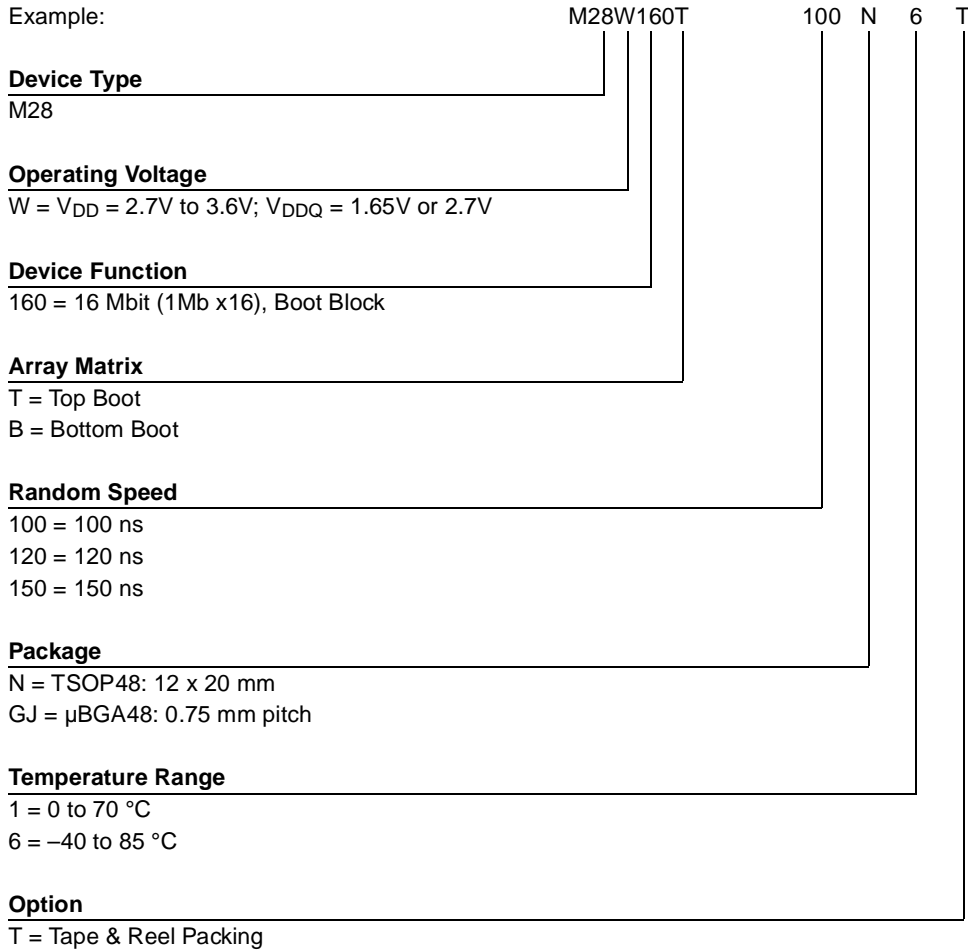 Example: M28W160T 100 N 6 T
Device Type
M28
Operating Voltage
W = VDD = 2.7V to 3.6V; VDDQ = 1.65V or 2.7V
Device Function
160 = 16 Mbit (1Mb x16), Boot Block
Array Matrix
T = Top Boot
B = Bottom Boot
Random Speed
100 = 100 ns
120 = 120 ns
150 = 150 ns
Package
N = TSOP48: 12 x 20 mm
GJ = µBGA48: 0.75 mm pitch
Temperature Range
1 = 0 to 70 °C
6 = –40 to 85 °C
Option
T = Tape & Reel Packing